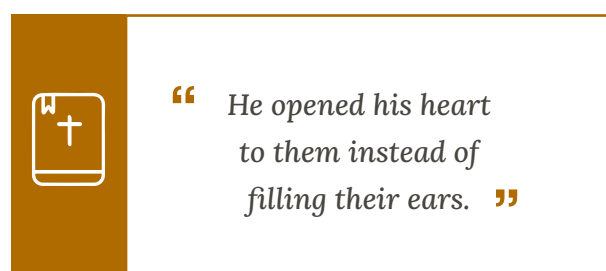 “ He opened his heart
to them instead of
filling their ears. ”